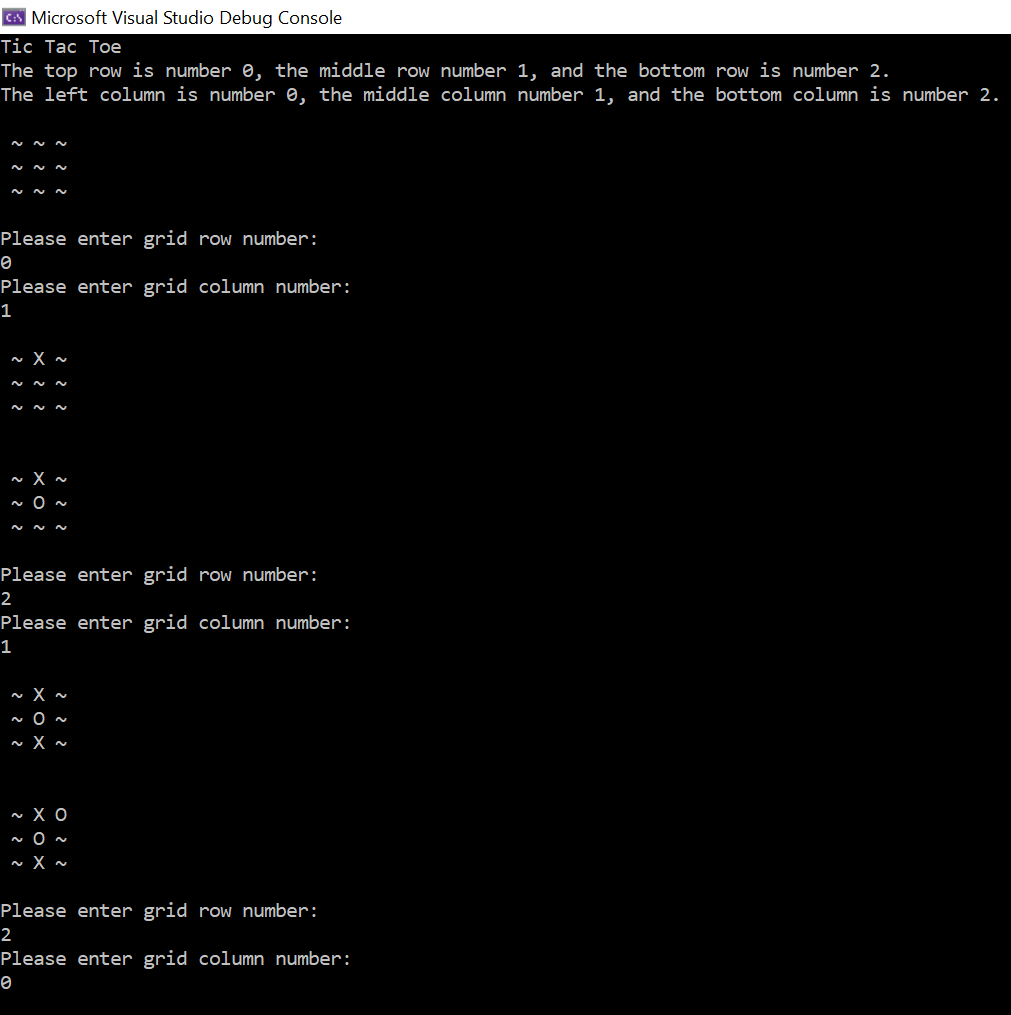 Microsoft Visual Studio Debug Console
Tic Tac Toe
The top row is number 0, the middle row number 1, and the bottom row is number 2.
The left column is number 0, the middle column number 1, and the bottom column is number 2.
~ ~ ~
~ ~ ~
~ ~ ~
Please enter grid row number:
0
Please enter grid column number:
1
~ X ~
~ ~ ~
~ ~ ~
~ X ~
~ O ~
~ ~ ~
Please enter grid row number:
2
Please enter grid column number:
1
~ X ~
~ O ~
~ X ~
~ X O
~ O ~
~ X ~
Please enter grid row number:
2
Please enter grid column number:
0